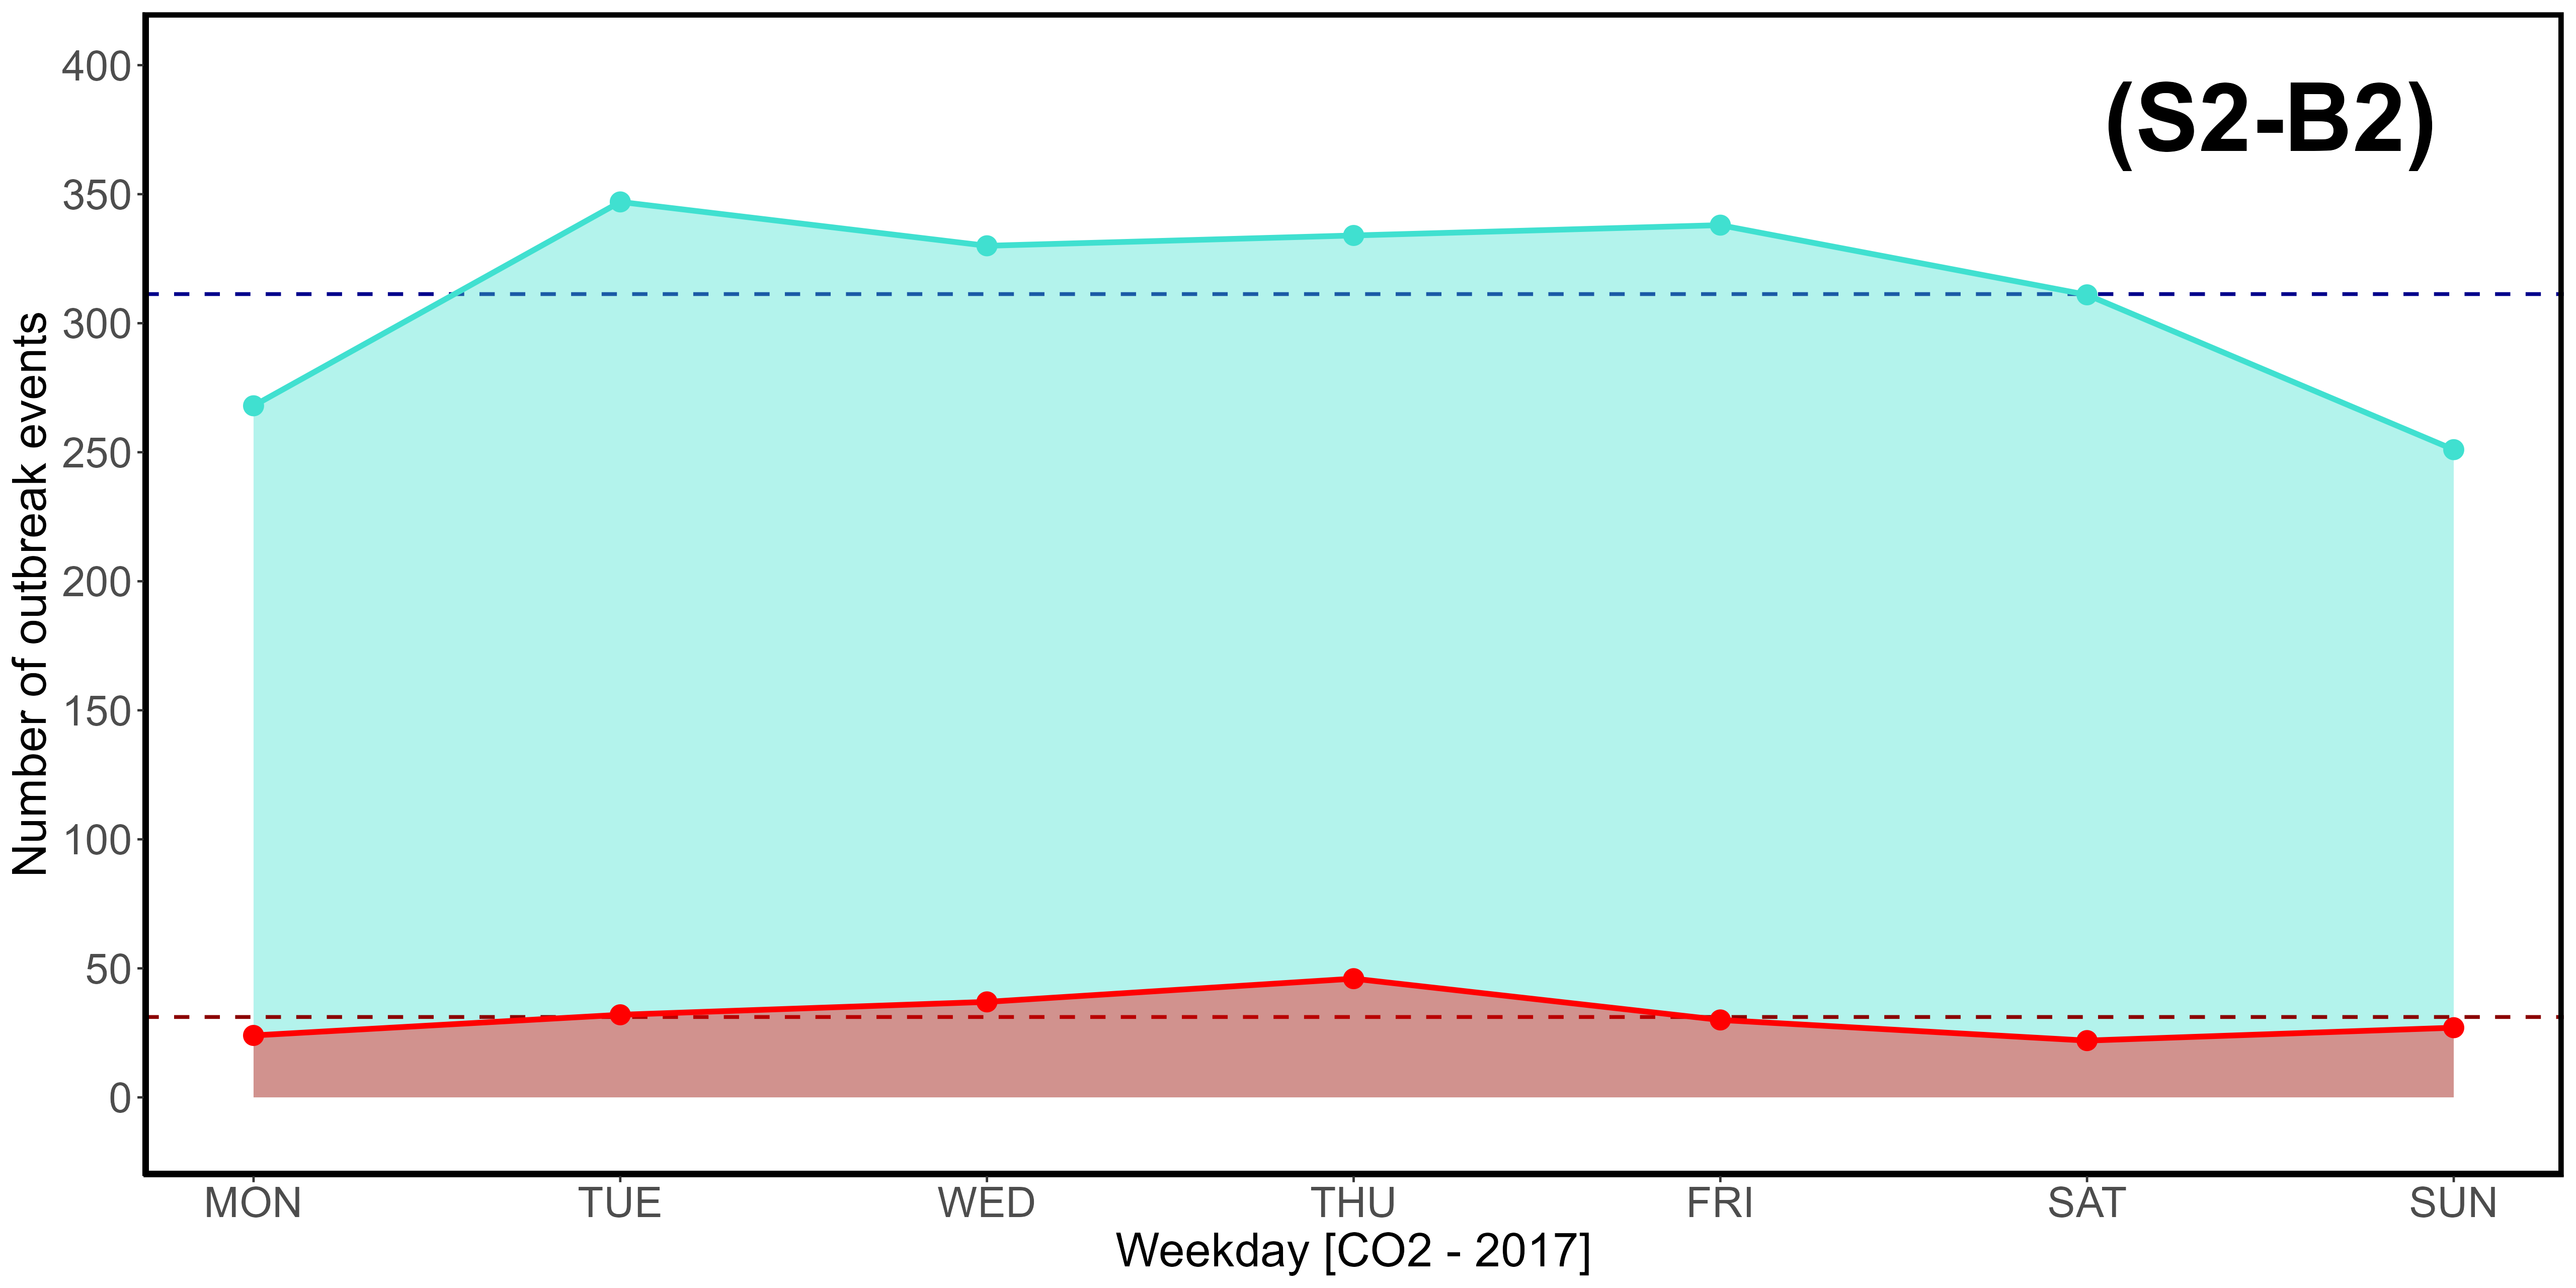 (S2-B2)
Number of outbreak events
400
350
300
250
200
150
100
50
0
MON TUE WED THU FRI SAT SUN
Weekday [CO2 - 2017]